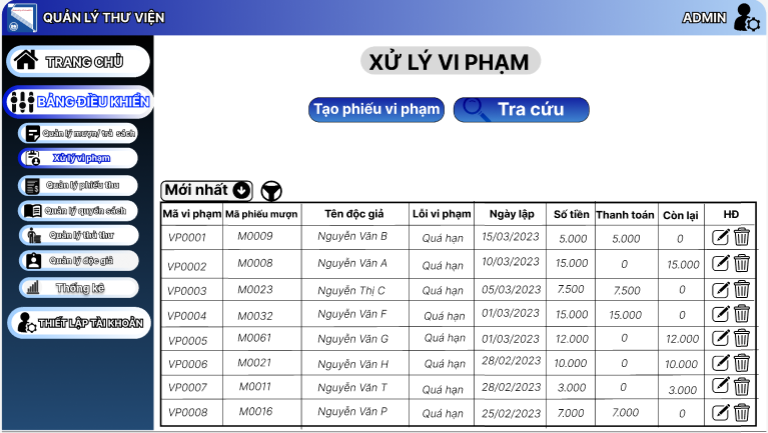 QUẢN LÝ THƯ VIỆN
ADMIN
TRANG CHỦ
BẢNG ĐIỀU KHIỂN
Quản lý mượn/ trả sách
Xử lý vi phạm
Quản lý phiếu thu
Quản lý quyển sách
Quản lý thủ thư
Quản lý độc giả
Thống kê
THIẾT LẬP TÀI KHOẢN
XỬ LÝ VI PHẠM
Tạo phiếu vi phạm
Tra cứu
Mới nhất
Mã vi phạm Mã phiếu mượn Tên độc giả Lỗi vi phạm Ngày lập Số tiền Thanh toán Còn lại HĐ
VP0001 M0009 Nguyễn Văn B Quá hạn 15/03/2023 5.000 5.000 0
VP0002 M0008 Nguyễn Văn A Quá hạn 10/03/2023 15.000 0 15.000
VP0003 M0023 Nguyễn Thị C Quá hạn 05/03/2023 7.500 7.500 0
VP0004 M0032 Nguyễn Văn F Quá hạn 01/03/2023 15.000 15.000 0
VP0005 M0061 Nguyễn Văn G Quá hạn 01/03/2023 12.000 0 12.000
VP0006 M0021 Nguyễn Văn H Quá hạn 28/02/2023 10.000 0 10.000
VP0007 M0011 Nguyễn Văn T Quá hạn 28/02/2023 3.000 0 3.000
VP0008 M0016 Nguyễn Văn P Quá hạn 25/02/2023 7.000 7.000 0